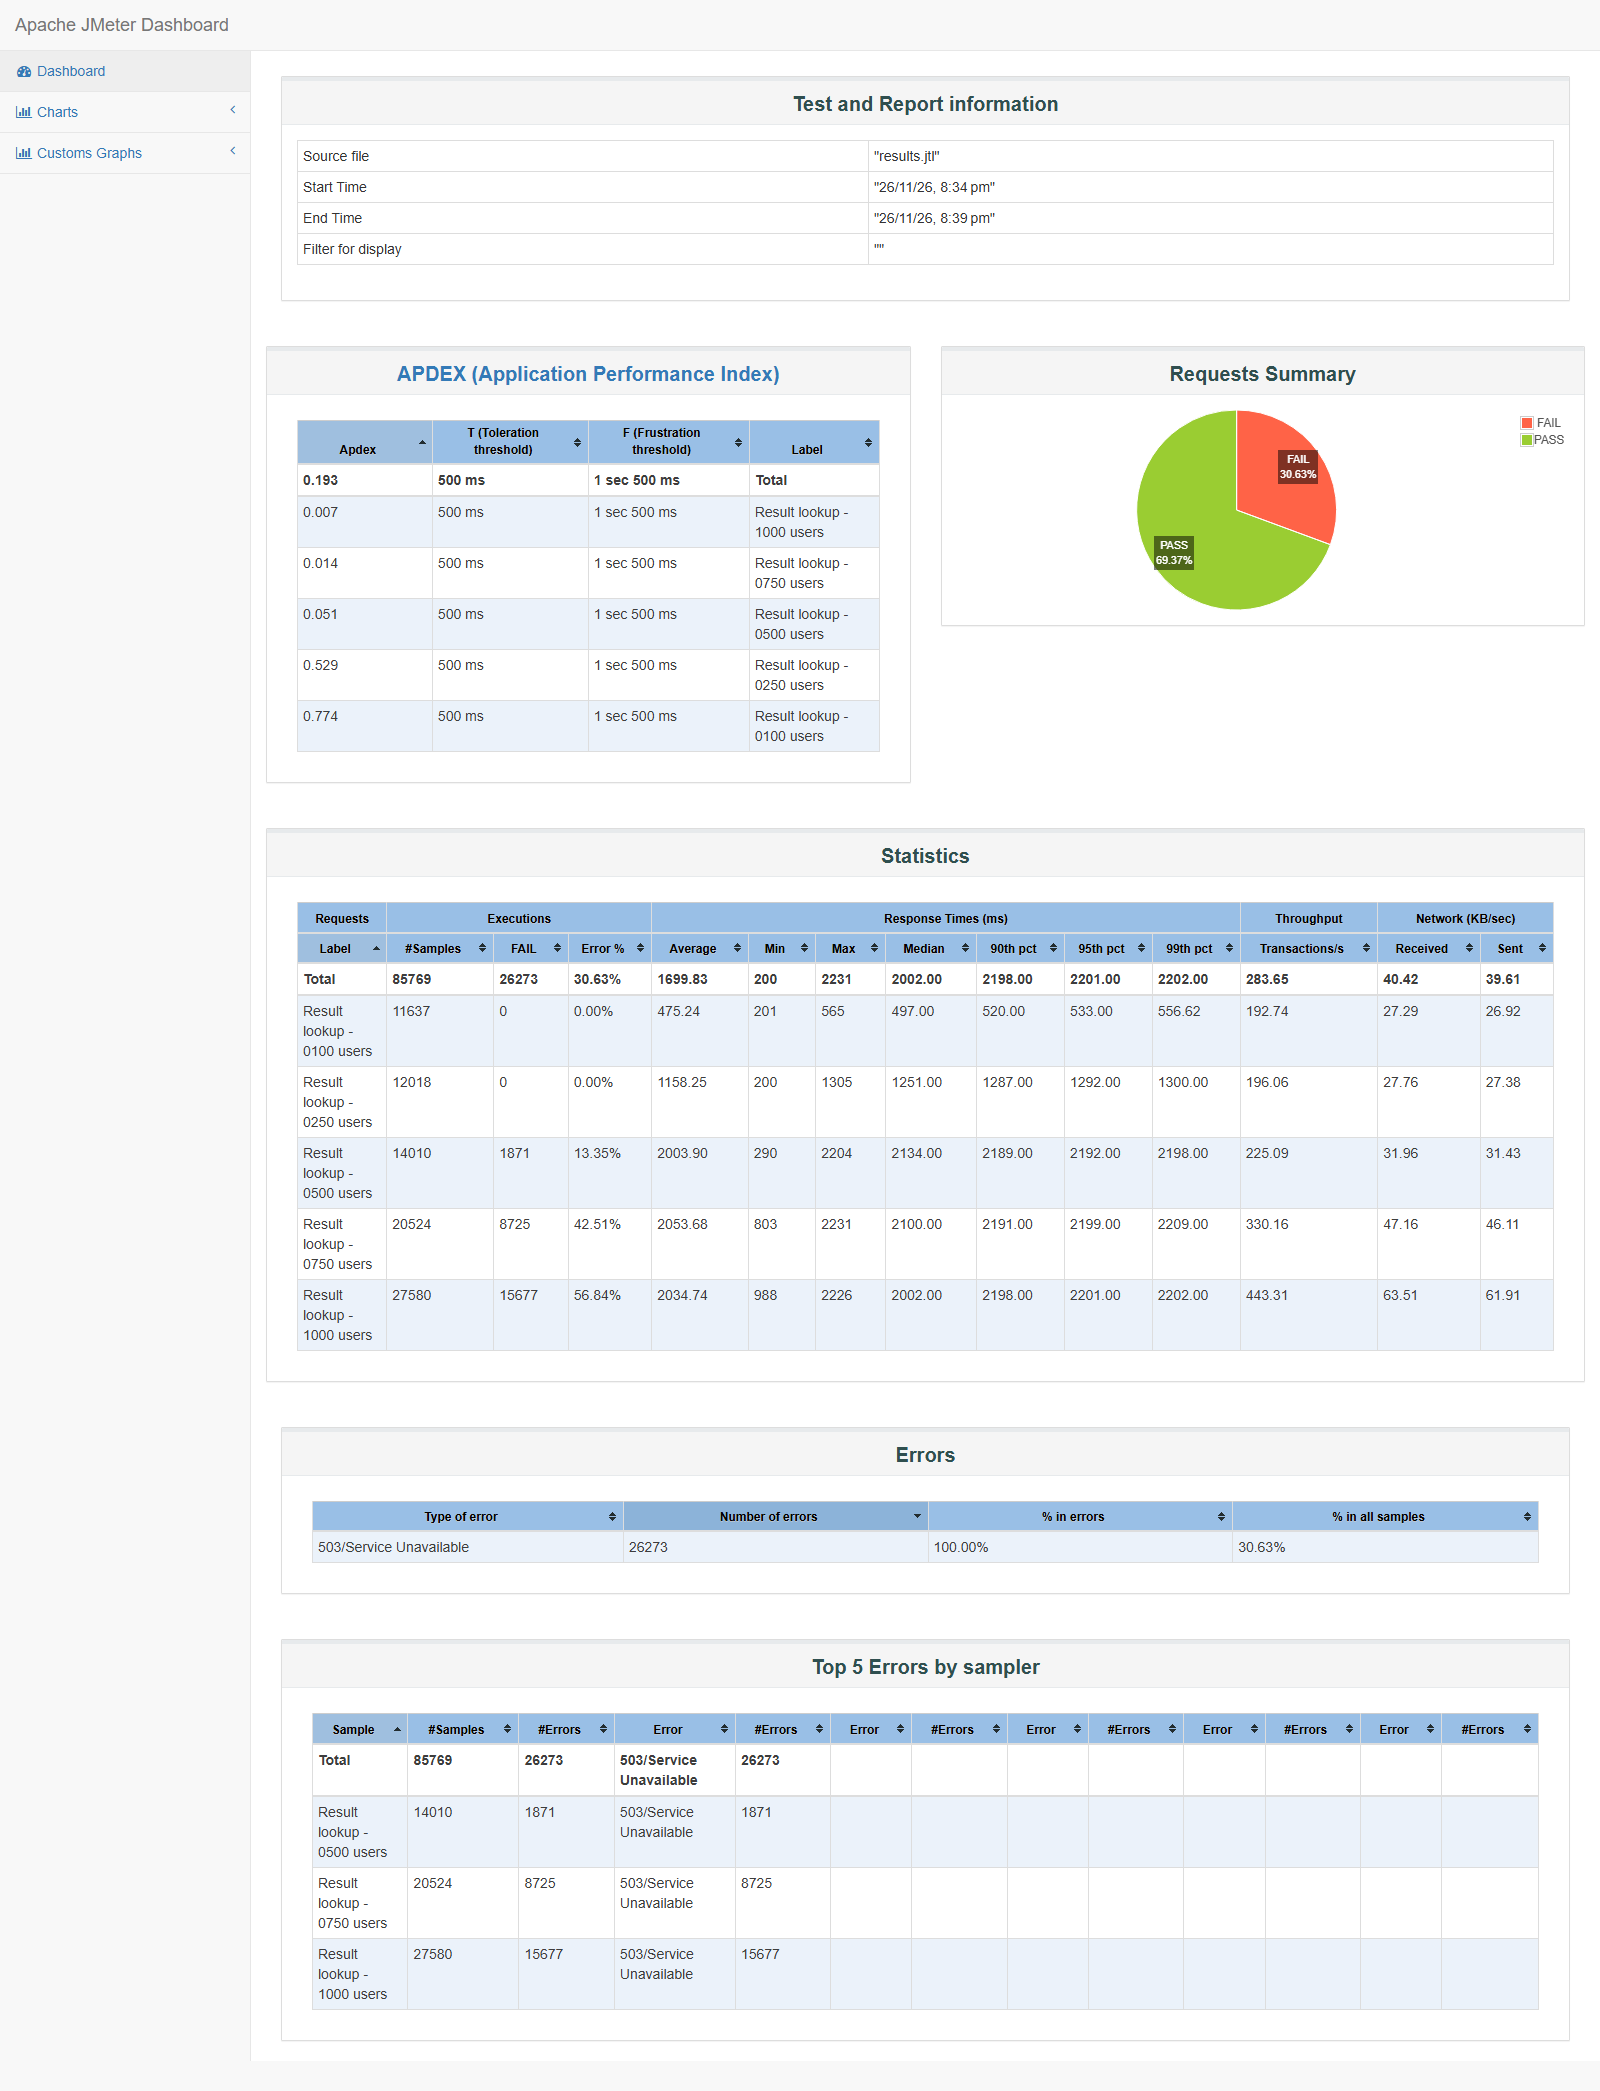 Apache JMeter Dashboard
Dashboard
Charts
Customs Graphs
Test and Report information
Source file "results.jtl"
Start Time "26/11/26, 8:34 pm"
End Time "26/11/26, 8:39 pm"
Filter for display ""
APDEX (Application Performance Index)
Apdex T (Toleration threshold) F (Frustration threshold) Label
0.193 500 ms 1 sec 500 ms Total
0.007 500 ms 1 sec 500 ms Result lookup - 1000 users
0.014 500 ms 1 sec 500 ms Result lookup - 0750 users
0.051 500 ms 1 sec 500 ms Result lookup - 0500 users
0.529 500 ms 1 sec 500 ms Result lookup - 0250 users
0.774 500 ms 1 sec 500 ms Result lookup - 0100 users
Requests Summary
FAIL
PASS
FAIL
30.63%
PASS
69.37%
Statistics
Requests Executions Response Times (ms) Throughput Network (KB/sec)
Label #Samples FAIL Error % Average Min Max Median 90th pct 95th pct 99th pct Transactions/s Received Sent
Total 85769 26273 30.63% 1699.83 200 2231 2002.00 2198.00 2201.00 2202.00 283.65 40.42 39.61
Result lookup - 0100 users 11637 0 0.00% 475.24 201 565 497.00 520.00 533.00 556.62 192.74 27.29 26.92
Result lookup - 0250 users 12018 0 0.00% 1158.25 200 1305 1251.00 1287.00 1292.00 1300.00 196.06 27.76 27.38
Result lookup - 0500 users 14010 1871 13.35% 2003.90 290 2204 2134.00 2189.00 2192.00 2198.00 225.09 31.96 31.43
Result lookup - 0750 users 20524 8725 42.51% 2053.68 803 2231 2100.00 2191.00 2199.00 2209.00 330.16 47.16 46.11
Result lookup - 1000 users 27580 15677 56.84% 2034.74 988 2226 2002.00 2198.00 2201.00 2202.00 443.31 63.51 61.91
Errors
Type of error Number of errors % in errors % in all samples
503/Service Unavailable 26273 100.00% 30.63%
Top 5 Errors by sampler
Sample #Samples #Errors Error #Errors Error #Errors Error #Errors Error #Errors Error #Errors
Total 85769 26273 503/Service Unavailable 26273
Result lookup - 0500 users 14010 1871 503/Service Unavailable 1871
Result lookup - 0750 users 20524 8725 503/Service Unavailable 8725
Result lookup - 1000 users 27580 15677 503/Service Unavailable 15677